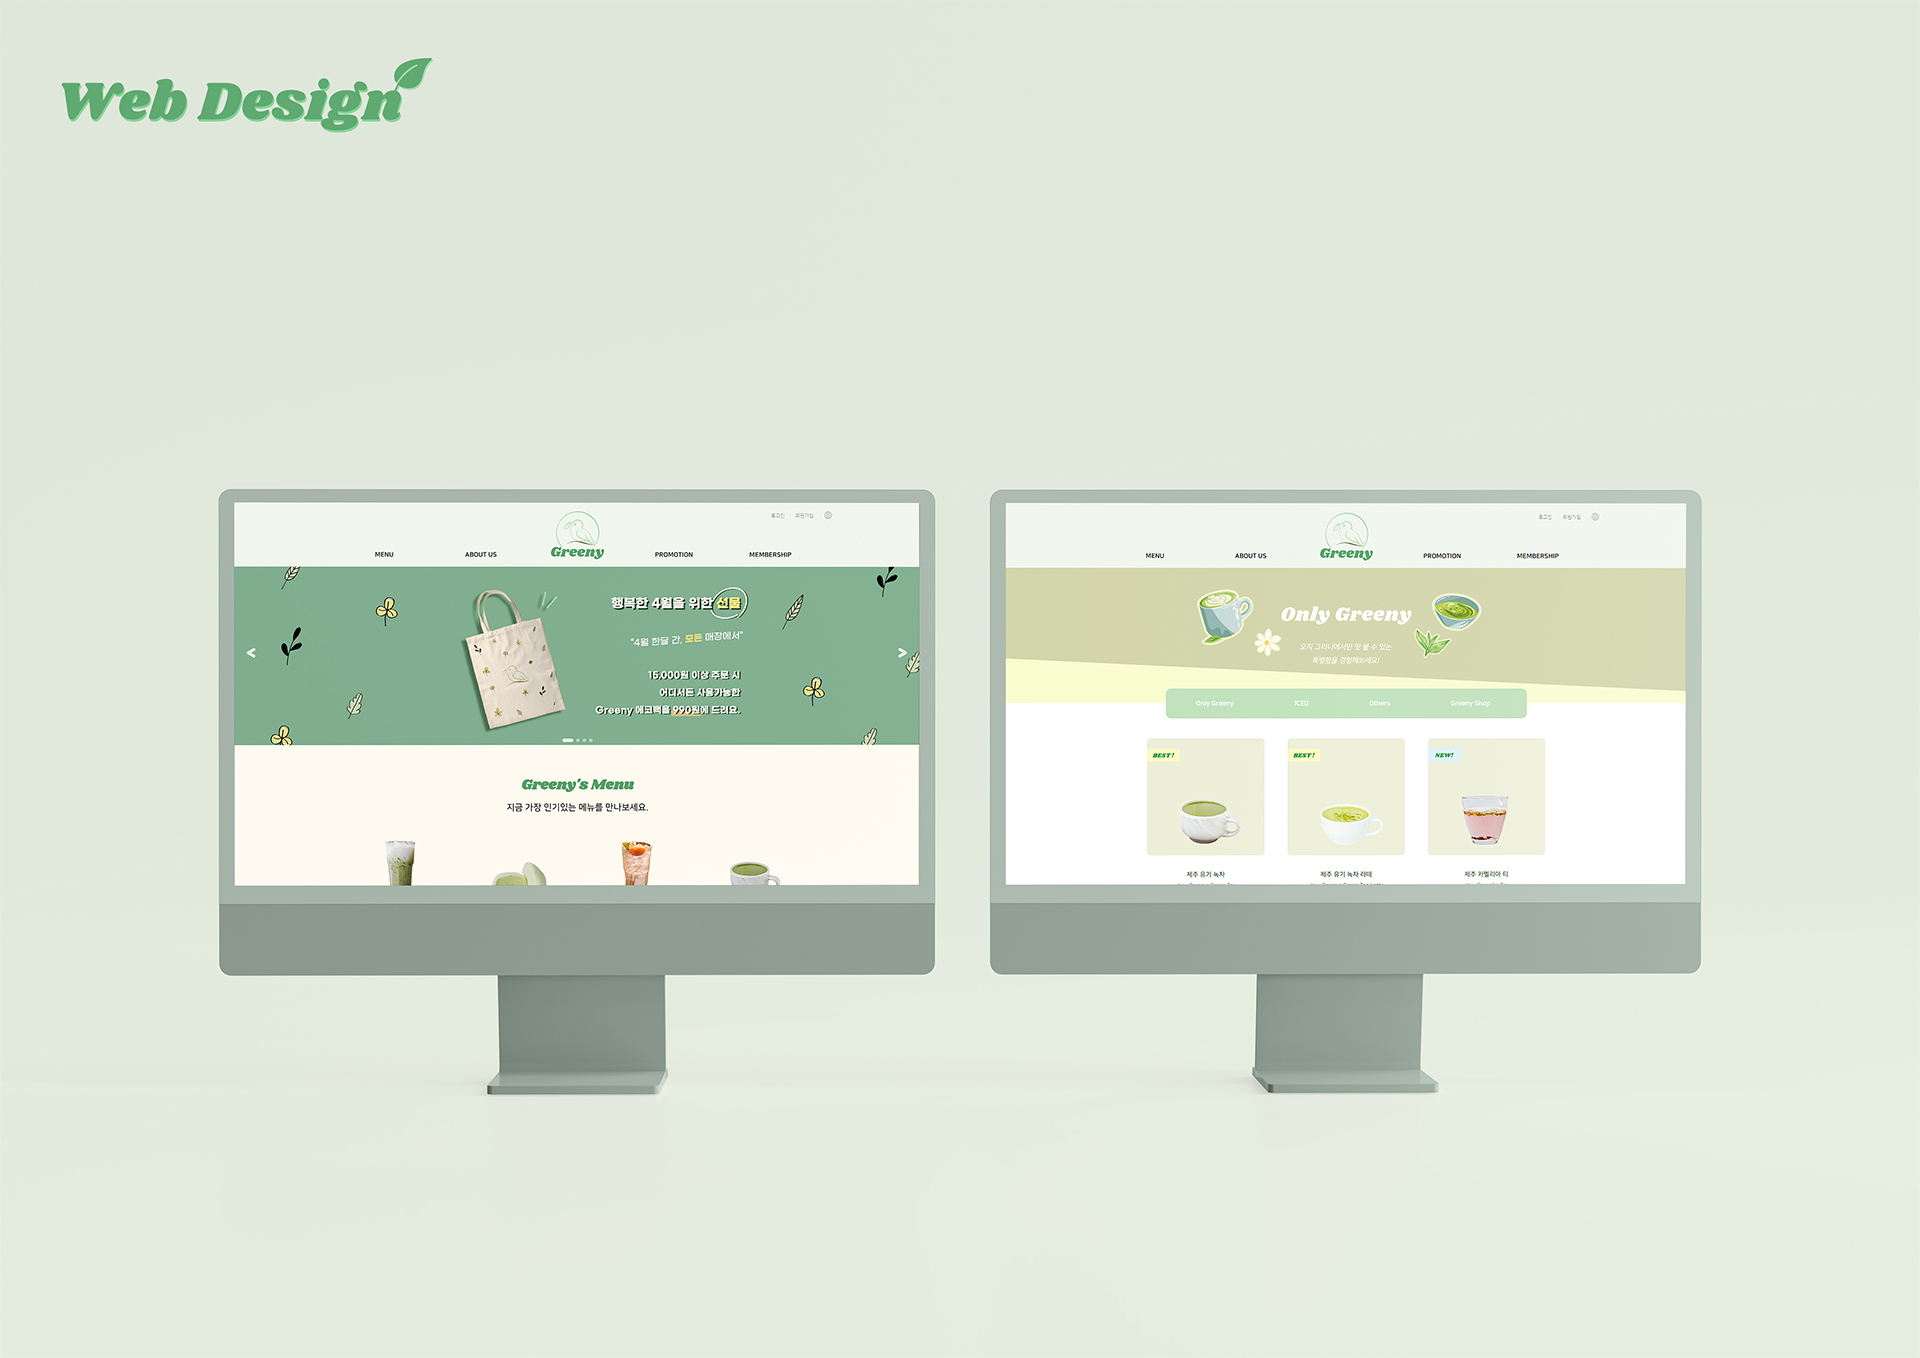 Web Design
로그인 회원가입
Greeny
MENU ABOUT US PROMOTION MEMBERSHIP
행복한 4월을 위한 선물
"4월 한달 간, 모든 매장에서"
15,000원 이상 주문 시
어디서든 사용가능한
Greeny 에코백을 990원에 드려요.
Greeny's Menu
지금 가장 인기있는 메뉴를 만나보세요.
로그인 회원가입
Greeny
MENU ABOUT US PROMOTION MEMBERSHIP
Only Greeny
오직 그리니에서만 맛 볼 수 있는
특별함을 경험해보세요!
Only Greeny ICED Others Greeny Shop
BEST! BEST! NEW!
제주 유기 녹차 제주 유기 녹차 라떼 제주 카멜리아 티